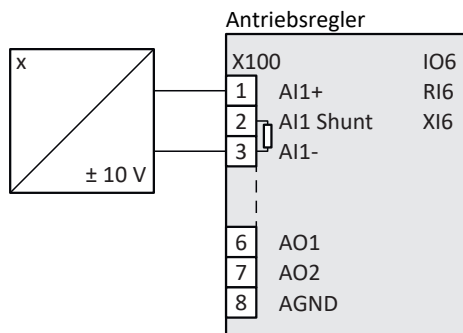 Antriebsregler
x
± 10 V
X100 IO6
1 AI1+ RI6
2 AI1 Shunt XI6
3 AI1-
6 AO1
7 AO2
8 AGND